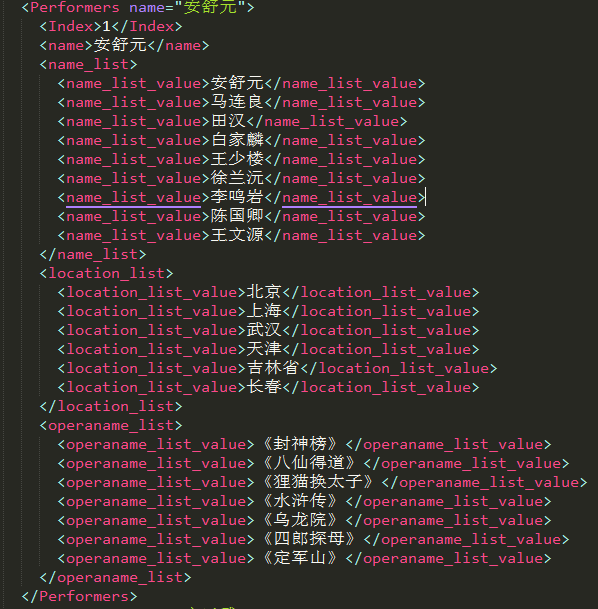 <Performers name="安舒元">
<Index>1</Index>
<name>安舒元</name>
<name_list>
<name_list_value>安舒元</name_list_value>
<name_list_value>马连良</name_list_value>
<name_list_value>田汉</name_list_value>
<name_list_value>白家麟</name_list_value>
<name_list_value>王少楼</name_list_value>
<name_list_value>徐兰沅</name_list_value>
<name_list_value>李鸣岩</name_list_value>
<name_list_value>陈国卿</name_list_value>
<name_list_value>王文源</name_list_value>
</name_list>
<location_list>
<location_list_value>北京</location_list_value>
<location_list_value>上海</location_list_value>
<location_list_value>武汉</location_list_value>
<location_list_value>天津</location_list_value>
<location_list_value>吉林省</location_list_value>
<location_list_value>长春</location_list_value>
</location_list>
<operaname_list>
<operaname_list_value>《封神榜》</operaname_list_value>
<operaname_list_value>《八仙得道》</operaname_list_value>
<operaname_list_value>《狸猫换太子》</operaname_list_value>
<operaname_list_value>《水浒传》</operaname_list_value>
<operaname_list_value>《乌龙院》</operaname_list_value>
<operaname_list_value>《四郎探母》</operaname_list_value>
<operaname_list_value>《定军山》</operaname_list_value>
</operaname_list>
</Performers>